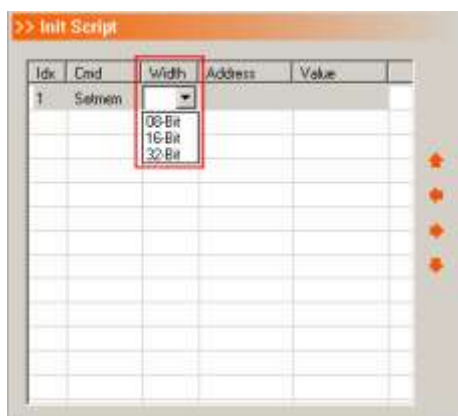 >> Init Script
Idx Cmd Width Address Value
1 Setmem
08-Bit
16-Bit
32-Bit